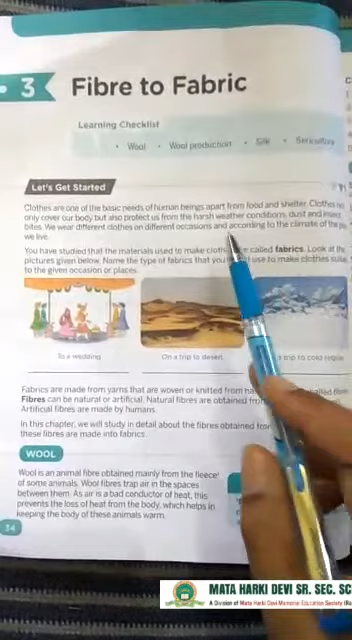 3 Fibre to Fabric
Learning Checklist
• Wool • Wool production • Silk • Sericulture
Let's Get Started
Clothes are one of the basic needs of human beings apart from food and shelter. Clothes not
only cover our body but also protect us from the harsh weather conditions, dust and insect
bites. We wear different clothes on different occasions and according to the climate of the
we live.
You have studied that the materials used to make are called fabrics. Look at the
pictures given below. Name the type of fabrics that you use to make clothes
to the given occasion or places.
To a wedding
On a trip to desert
a trip to cold
Fabrics are made from yarns that are woven or knitted from
Fibres can be natural or artificial. Natural fibres are obtained from
Artificial fibres are made by humans.
In this chapter, we will study in detail about the fibres obtained
these fibres are made into fabrics.
WOOL
Wool is an animal fibre obtained mainly from the fleece
of some animals. Wool fibres trap air in the spaces
between them. As air is a bad conductor of heat, this
prevents the loss of heat from the body, which helps in
keeping the body of these animals warm.
34
MATA HARKI DEVI SR. SEC. SC
A Division of Mata Harki Devi Memorial Education Society